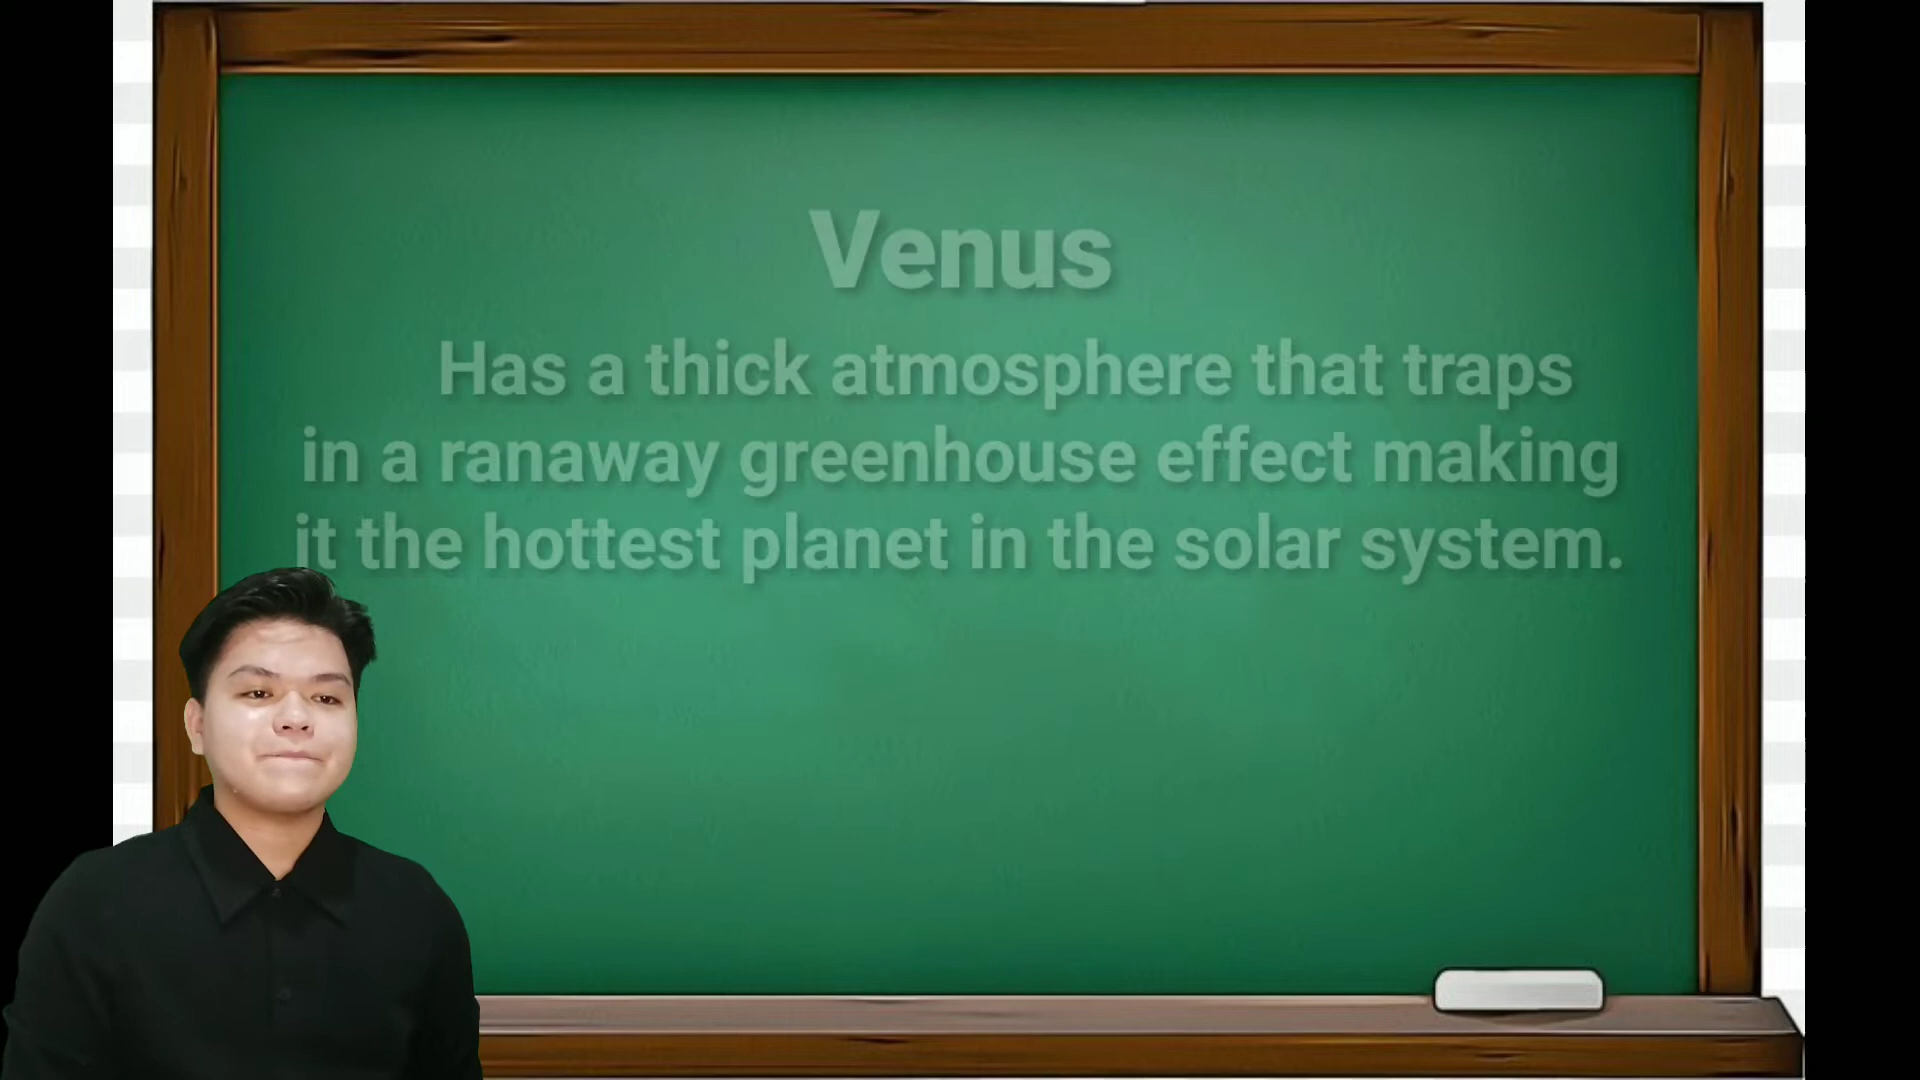 Venus
Has a thick atmosphere that traps
in a ranaway greenhouse effect making
it the hottest planet in the solar system.